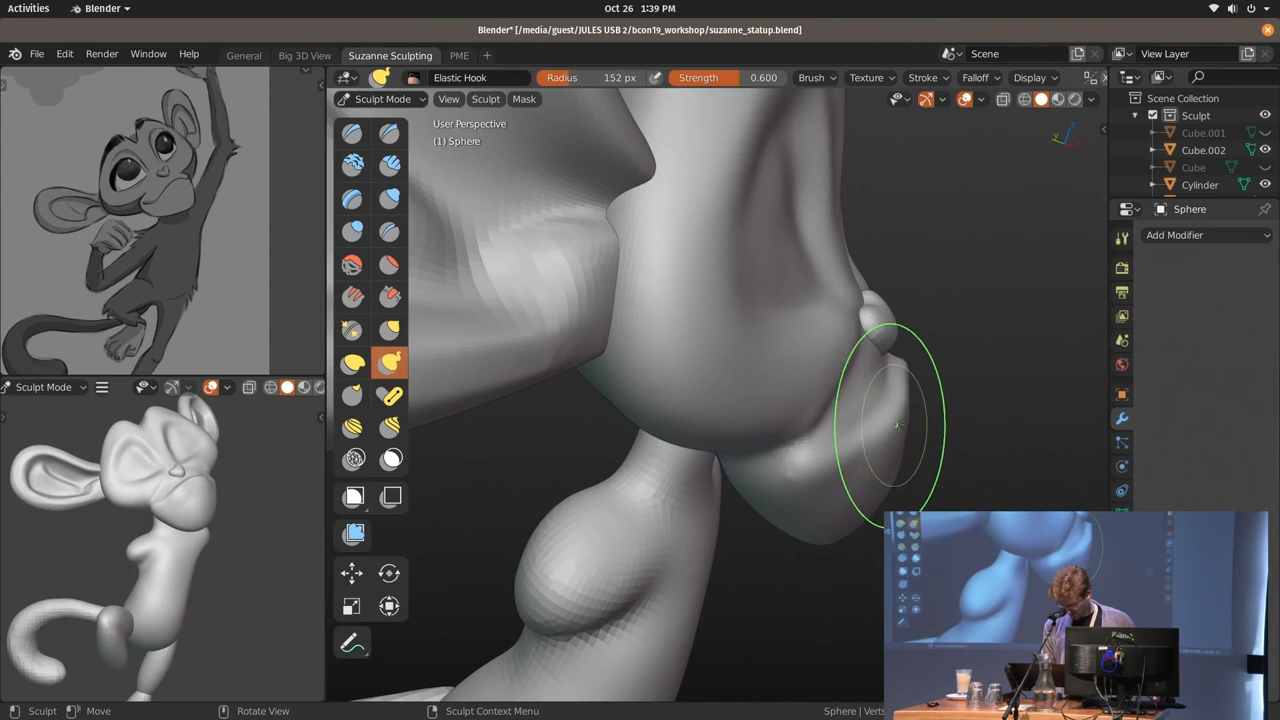 Activities
Blender
Oct 26 1:39 PM
Blender* [/media/guest/JULES USB 2/bcon19_workshop/suzanne_statup.blend]
File Edit Render Window Help
General Big 3D View Suzanne Sculpting PME +
Scene
View Layer
Elastic Hook
Radius 152 px
Strength 0.600
Brush Texture Stroke Falloff Display
Sculpt Mode View Sculpt Mask
User Perspective
(1) Sphere
Scene Collection
Sculpt
Cube.001
Cube.002
Cube
Cylinder
Sphere
Add Modifier
Sculpt Mode
Sculpt Move Rotate View Sculpt Context Menu Sphere | Verts